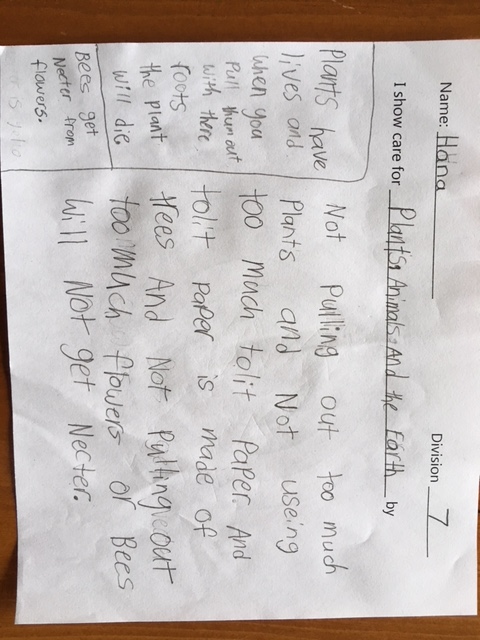 Name: Hana
Division 7
I show care for Plants, Animals, And the Earth by
Not pulling out too much
Plants and Not useing
too much tolit Paper. And
tolit paper is made of
trees And Not Pulling out
too much flowers or Bees
will Not get Necter.
Plants have
lives and
when you
Pull them out
with there
roots
the plant
will die
Bees get
Necter from
flowers.